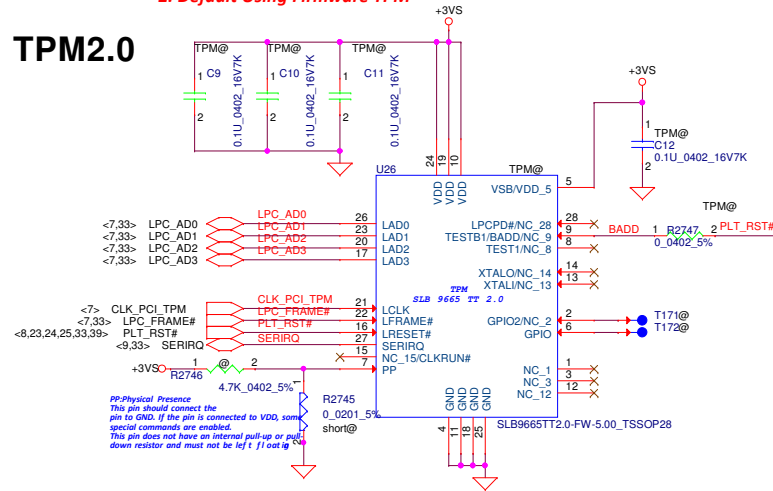 2. Default Using Firmware TPM
TPM2.0
+3VS
TPM@ TPM@ TPM@
1 1 1
C9 C10 C11
2 2 2
0.1U_0402_16V7K 0.1U_0402_16V7K 0.1U_0402_16V7K
+3VS
1
TPM@
C12
0.1U_0402_16V7K
2
U26 TPM@
24 19 10
VDD VDD VDD
VSB/VDD_5 5
<7,33> LPC_AD0 LPC_AD0 26 LAD0
<7,33> LPC_AD1 LPC_AD1 23 LAD1
<7,33> LPC_AD2 LPC_AD2 20 LAD2
<7,33> LPC_AD3 LPC_AD3 17 LAD3
LPCPD#/NC_28 28
TESTB1/BADD/NC_9 9 BADD 1 R2747 2 PLT_RST#
TPM@
0_0402_5%
TEST1/NC_8 8
XTALO/NC_14 14
XTALI/NC_13 13
TPM
SLB 9665 TT 2.0
<7> CLK_PCI_TPM CLK_PCI_TPM 21 LCLK
<7,33> LPC_FRAME# LPC_FRAME# 22 LFRAME#
<8,23,24,25,33,39> PLT_RST# PLT_RST# 16 LRESET#
<9,33> SERIRQ SERIRQ 27 SERIRQ
15 NC_15/CLKRUN#
7 PP
GPIO2/NC_2 2 T171@
GPIO 6 T172@
NC_1 1
NC_3 3
NC_12 12
+3VS 1 @ 2
R2746
4.7K_0402_5%
1
R2745
0_0201_5%
short@
2
GND GND GND GND
4 11 18 25
SLB9665TT2.0-FW-5.00_TSSOP28
PP:Physical Presence
This pin should connect the
pin to GND. If the pin is connected to VDD, some
special commands are enabled.
This pin does not have an internal pull-up or pull-
down resistor and must not be left floatig